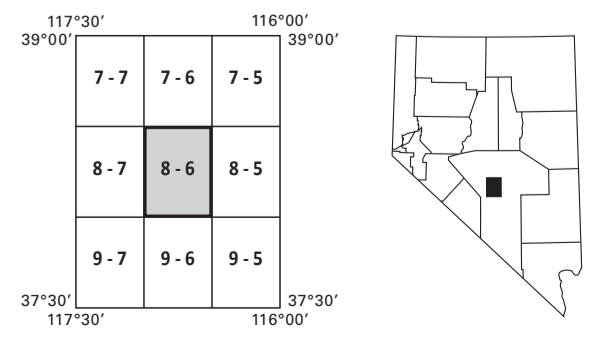 117°30′ 116°00′
39°00′ 39°00′
7 - 7 7 - 6 7 - 5
8 - 7 8 - 6 8 - 5
9 - 7 9 - 6 9 - 5
37°30′ 37°30′
117°30′ 116°00′